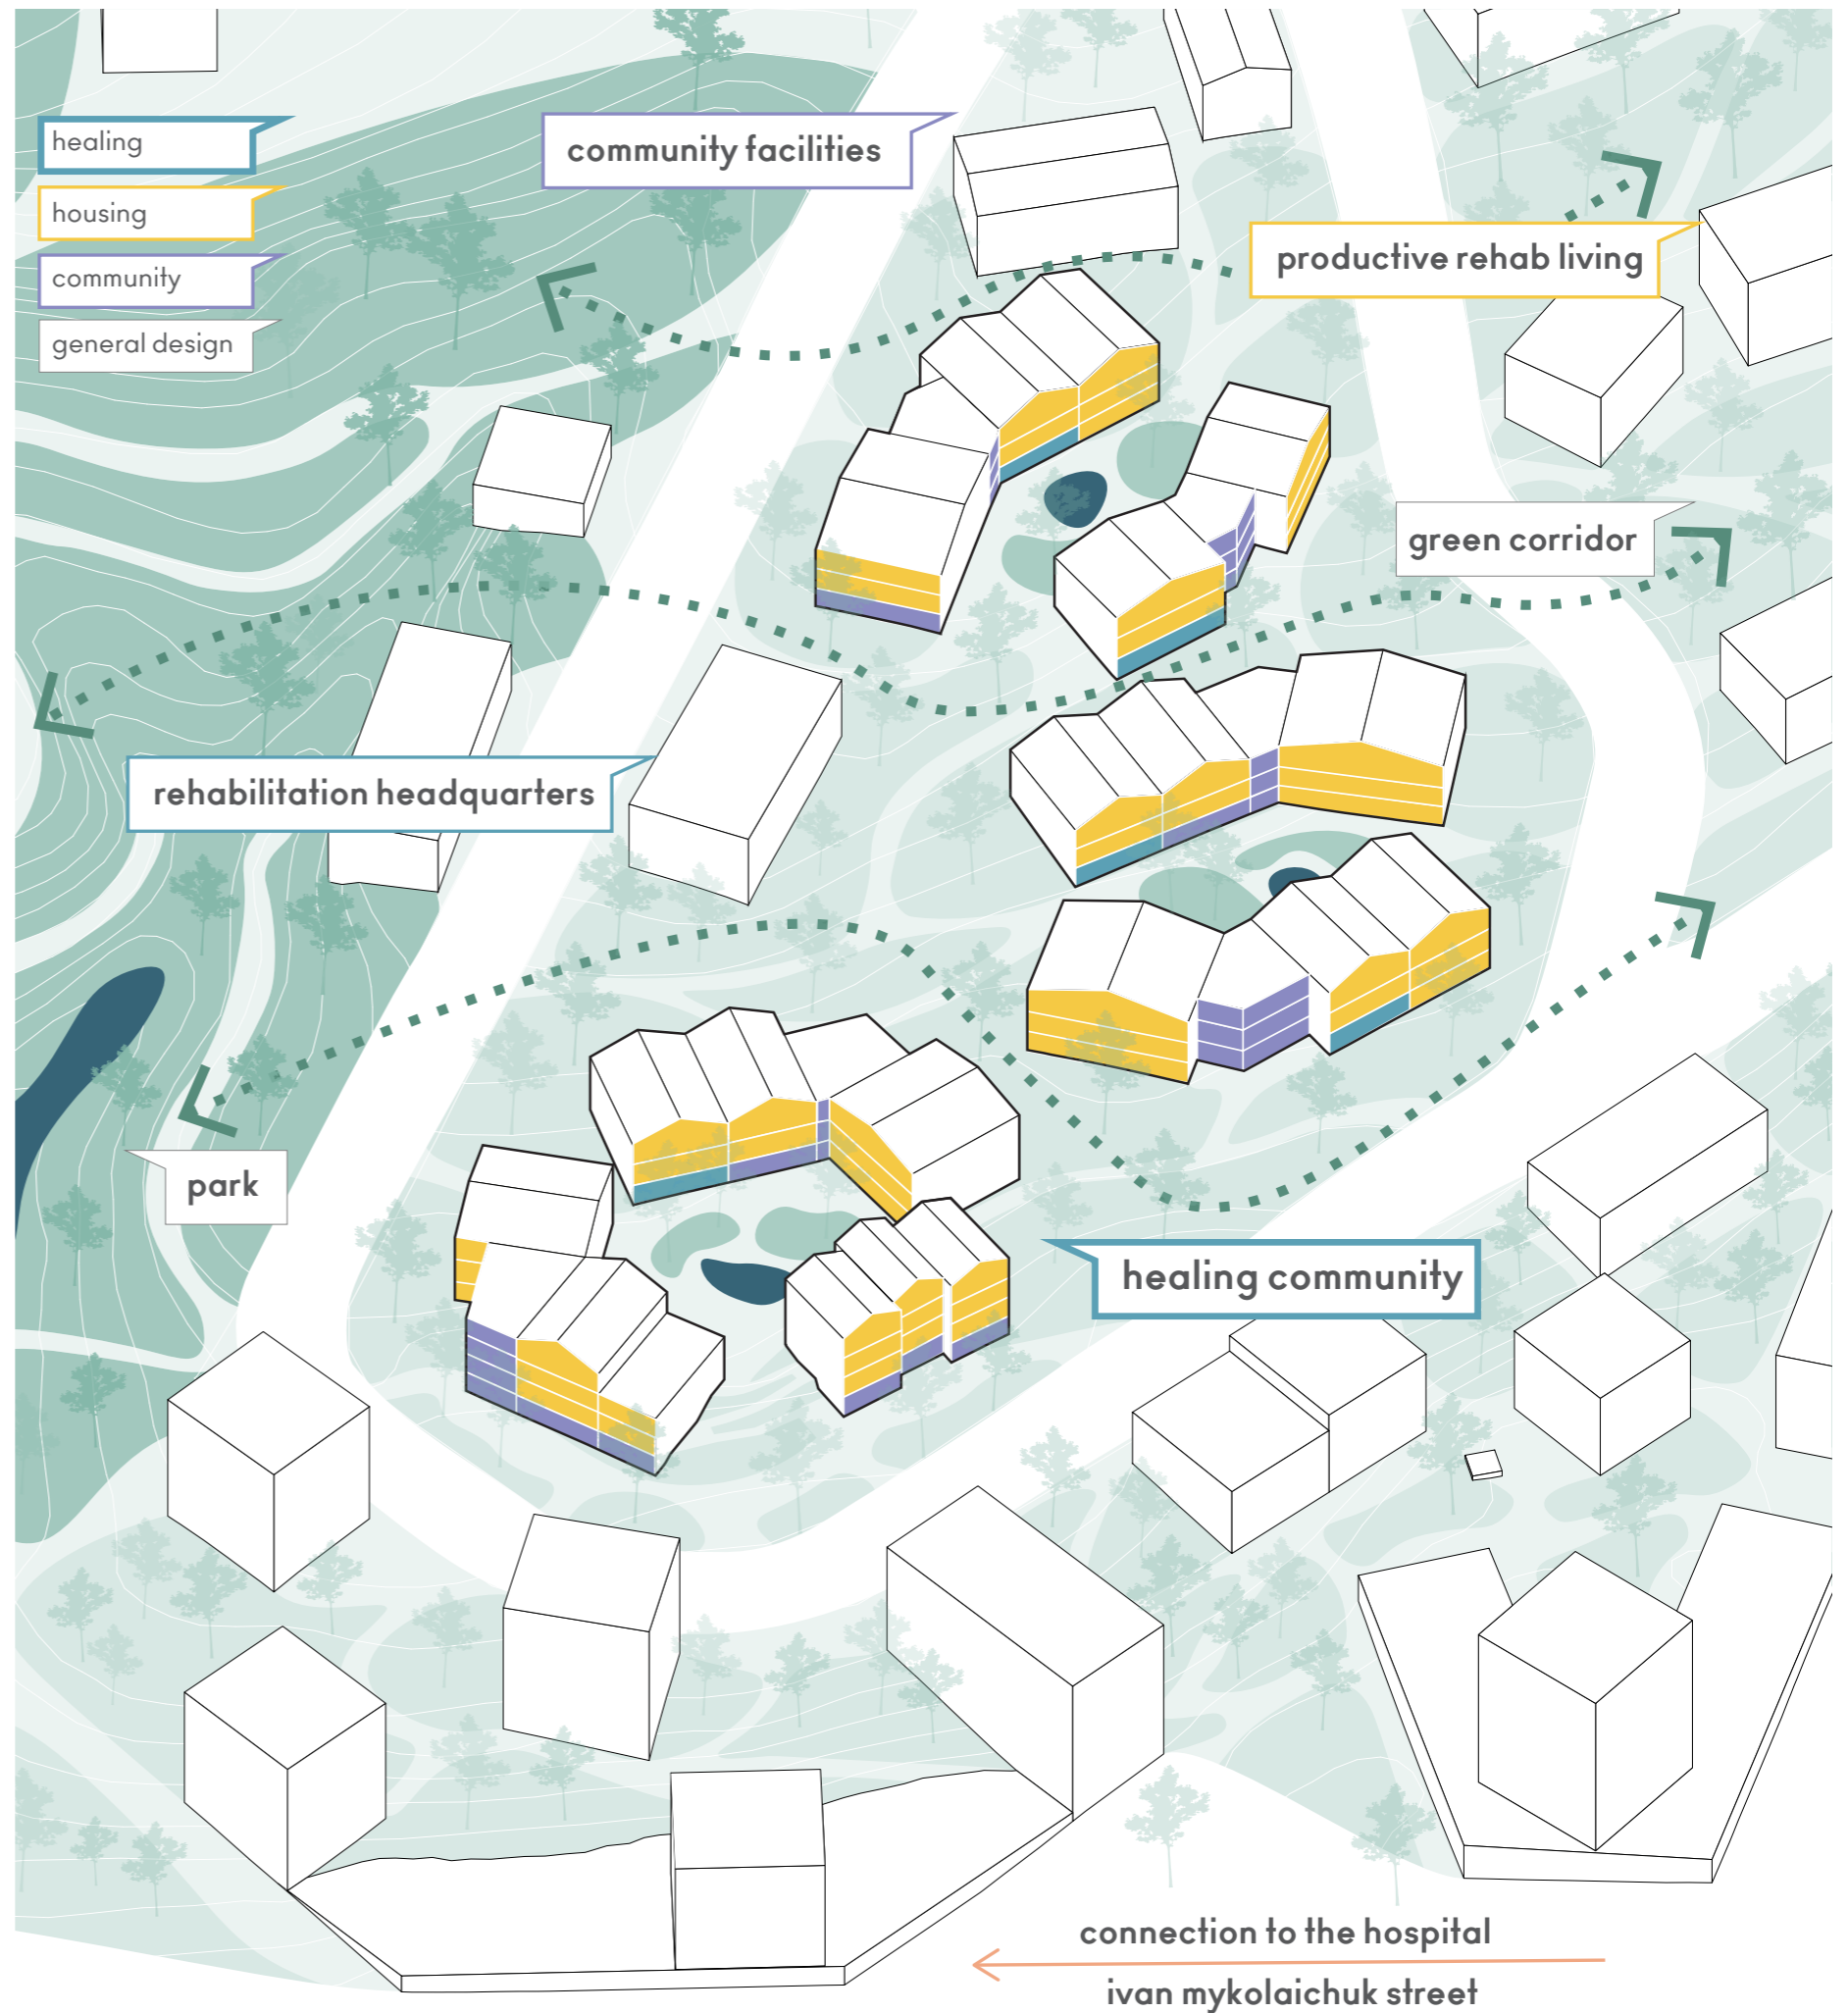 healing
housing
community
general design
community facilities
productive rehab living
green corridor
rehabilitation headquarters
park
healing community
connection to the hospital
ivan mykolaichuk street